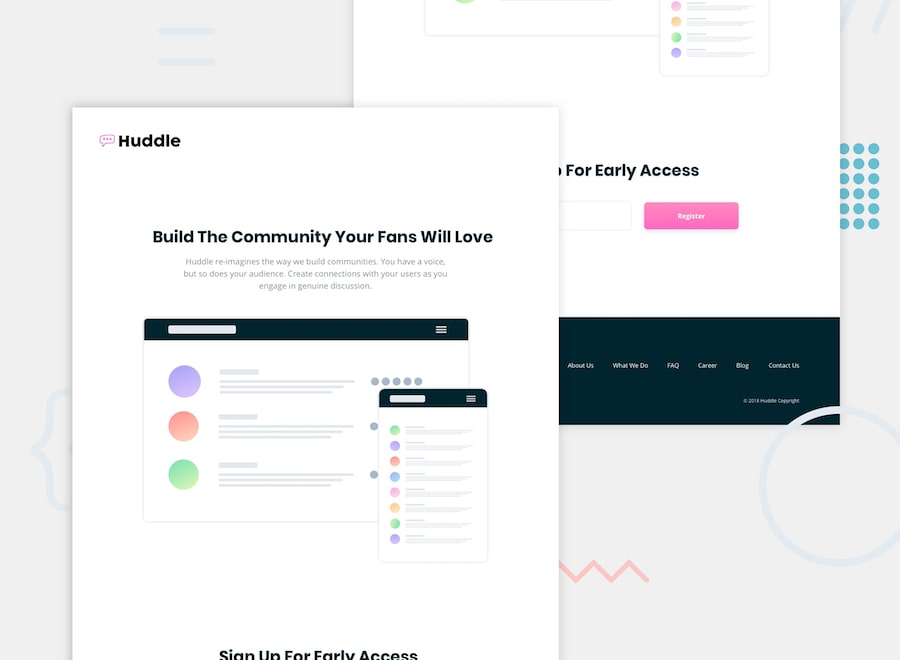 Huddle
Build The Community Your Fans Will Love
Huddle re-imagines the way we build communities. You have a voice,
but so does your audience. Create connections with your users as you
engage in genuine discussion.
Sign Up For Early Access
For Early Access
Register
About Us What We Do FAQ Career Blog Contact Us
© 2018 Huddle Copyright